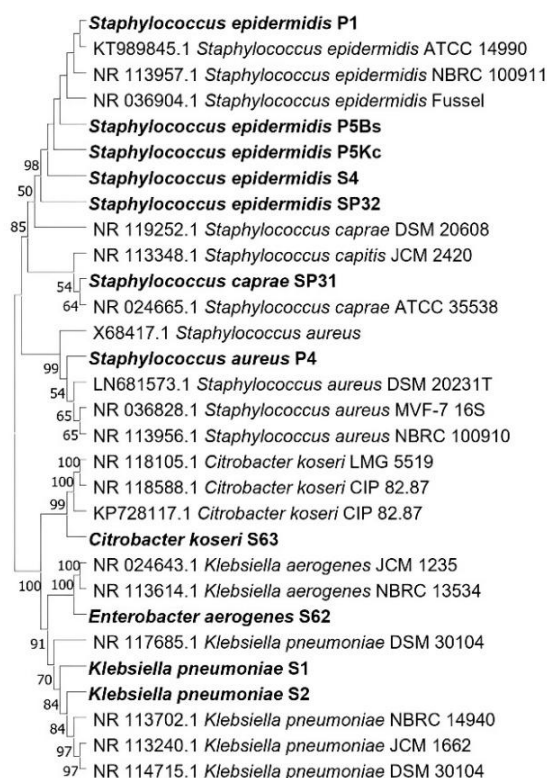 Staphylococcus epidermidis P1
KT989845.1 Staphylococcus epidermidis ATCC 14990
NR 113957.1 Staphylococcus epidermidis NBRC 100911
NR 036904.1 Staphylococcus epidermidis Fussel
Staphylococcus epidermidis P5Bs
Staphylococcus epidermidis P5Kc
98
Staphylococcus epidermidis S4
50
Staphylococcus epidermidis SP32
85
NR 119252.1 Staphylococcus caprae DSM 20608
NR 113348.1 Staphylococcus capitis JCM 2420
Staphylococcus caprae SP31
54
64
NR 024665.1 Staphylococcus caprae ATCC 35538
X68417.1 Staphylococcus aureus
Staphylococcus aureus P4
99
LN681573.1 Staphylococcus aureus DSM 20231T
54
NR 036828.1 Staphylococcus aureus MVF-7 16S
65
65
NR 113956.1 Staphylococcus aureus NBRC 100910
100
NR 118105.1 Citrobacter koseri LMG 5519
100
NR 118588.1 Citrobacter koseri CIP 82.87
99
KP728117.1 Citrobacter koseri CIP 82.87
Citrobacter koseri S63
100
NR 024643.1 Klebsiella aerogenes JCM 1235
100
100
NR 113614.1 Klebsiella aerogenes NBRC 13534
Enterobacter aerogenes S62
91
NR 117685.1 Klebsiella pneumoniae DSM 30104
Klebsiella pneumoniae S1
70
Klebsiella pneumoniae S2
84
NR 113702.1 Klebsiella pneumoniae NBRC 14940
84
NR 113240.1 Klebsiella pneumoniae JCM 1662
97
97
NR 114715.1 Klebsiella pneumoniae DSM 30104